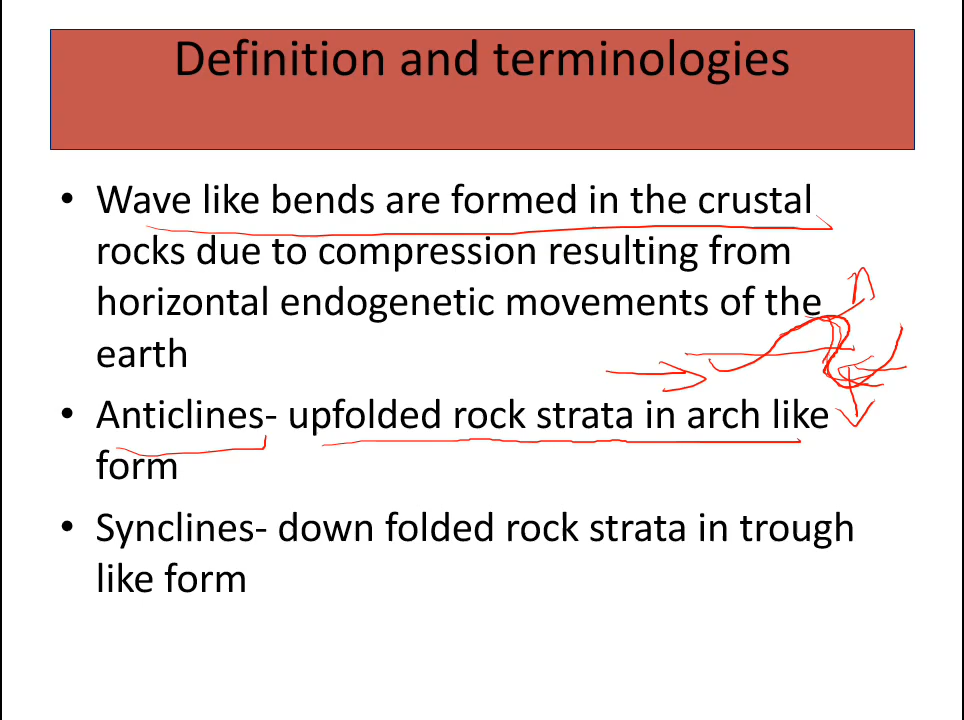 Definition and terminologies
• Wave like bends are formed in the crustal
rocks due to compression resulting from
horizontal endogenetic movements of the
earth
• Anticlines- upfolded rock strata in arch like
form
• Synclines- down folded rock strata in trough
like form